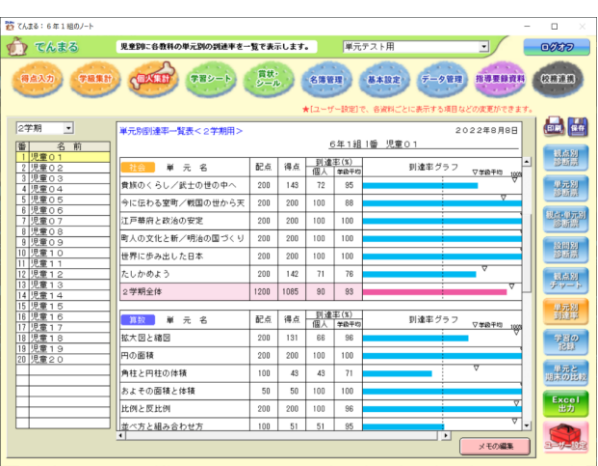 てんまる：6年1組のノート
てんまる
児童別に各教科の単元別の到達率を一覧で表示します。
単元テスト用
ログオフ
得点入力
学級集計
個人集計
学習シート
賞状・シール
名簿管理
基本設定
データ管理
指導要録資料
校務連携
★[ユーザー設定]で、各資料ごとに表示する項目などの変更ができます。
2学期
印刷
保存
番 名 前
1 児童01
2 児童02
3 児童03
4 児童04
5 児童05
6 児童06
7 児童07
8 児童08
9 児童09
10 児童10
11 児童11
12 児童12
13 児童13
14 児童14
15 児童15
16 児童16
17 児童17
18 児童18
19 児童19
20 児童20
単元別到達率一覧表＜2学期用＞
2022年8月8日
6年1組 1番 児童01
社会 単 元 名 配点 得点 到達率(%) 個人 学級平均 到達率グラフ ▽学級平均 100%
貴族のくらし／武士の世の中へ 200 143 72 95
今に伝わる室町／戦国の世から天 200 200 100 88
江戸幕府と政治の安定 200 200 100 100
町人の文化と新／明治の国づくり 200 200 100 100
世界に歩み出した日本 200 200 100 100
たしかめよう 200 142 71 76
2学期全体 1200 1085 90 93
算数 単 元 名 配点 得点 到達率(%) 個人 学級平均 到達率グラフ ▽学級平均 100%
拡大図と縮図 200 131 66 96
円の面積 200 200 100 100
角柱と円柱の体積 100 43 43 71
およその面積と体積 50 50 100 100
比例と反比例 200 200 100 96
並べ方と組み合わせ方 100 51 51 95
メモの編集
観点別診断票
単元別診断票
観点・単元別診断票
設問別診断票
観点別チャート
単元別到達率
学習の記録
単元と期末の比較
Excel出力
ユーザー設定